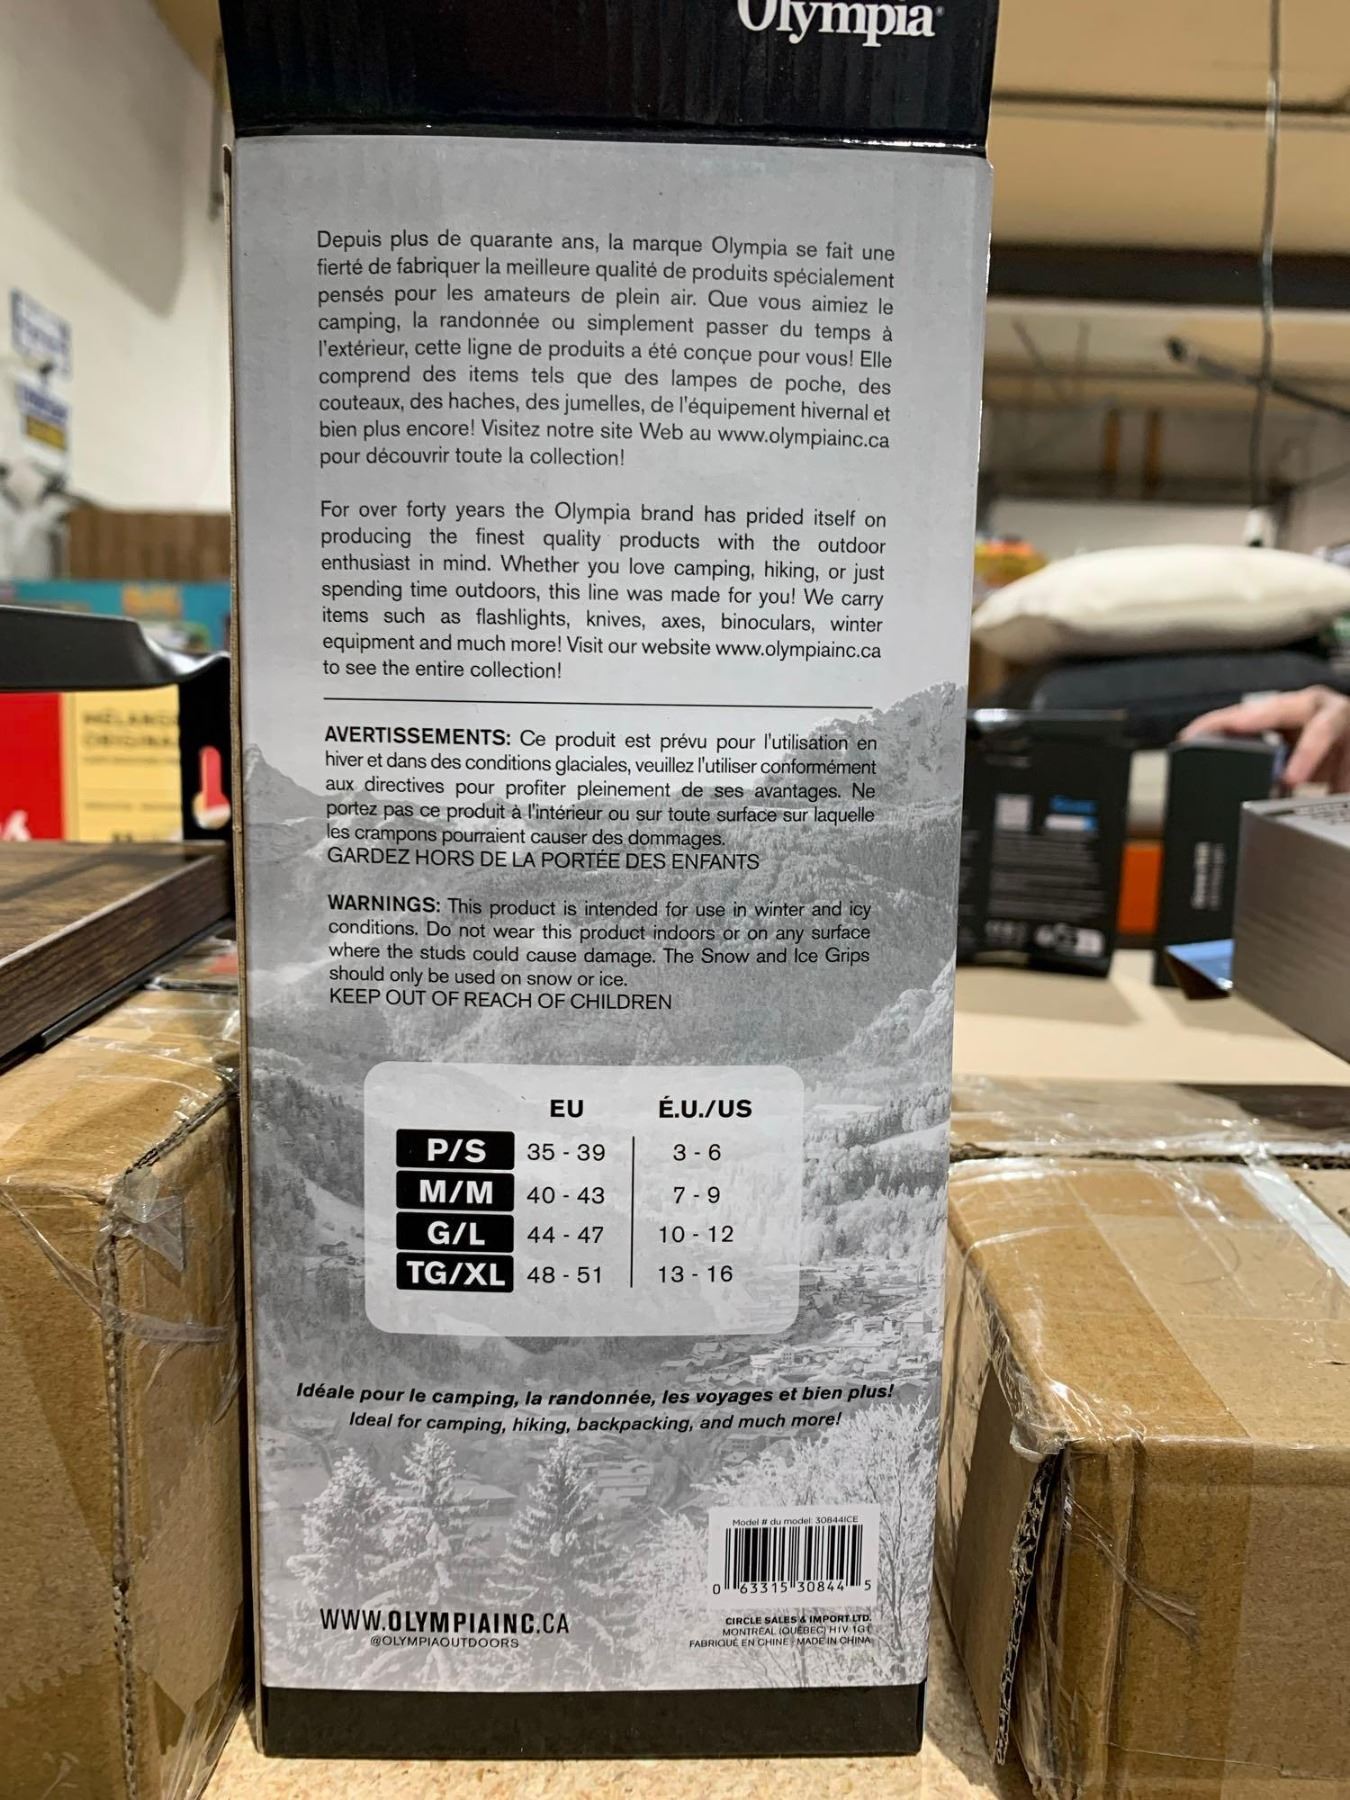 Olympia
Depuis plus de quarante ans, la marque Olympia se fait une
fierté de fabriquer la meilleure qualité de produits spécialement
pensés pour les amateurs de plein air. Que vous aimiez le
camping, la randonnée ou simplement passer du temps à
l'extérieur, cette ligne de produits a été conçue pour vous! Elle
comprend des items tels que des lampes de poche, des
couteaux, des haches, des jumelles, de l'équipement hivernal et
bien plus encore! Visitez notre site Web au www.olympiainc.ca
pour découvrir toute la collection!
For over forty years the Olympia brand has prided itself on
producing the finest quality products with the outdoor
enthusiast in mind. Whether you love camping, hiking, or just
spending time outdoors, this line was made for you! We carry
items such as flashlights, knives, axes, binoculars, winter
equipment and much more! Visit our website www.olympiainc.ca
to see the entire collection!
AVERTISSEMENTS: Ce produit est prévu pour l'utilisation en
hiver et dans des conditions glaciales, veuillez l'utiliser conformément
aux directives pour profiter pleinement de ses avantages. Ne
portez pas ce produit à l'intérieur ou sur toute surface sur laquelle
les crampons pourraient causer des dommages.
GARDEZ HORS DE LA PORTÉE DES ENFANTS
WARNINGS: This product is intended for use in winter and icy
conditions. Do not wear this product indoors or on any surface
where the studs could cause damage. The Snow and Ice Grips
should only be used on snow or ice.
KEEP OUT OF REACH OF CHILDREN
EU É.U./US
P/S 35 - 39 3 - 6
M/M 40 - 43 7 - 9
G/L 44 - 47 10 - 12
TG/XL 48 - 51 13 - 16
Idéale pour le camping, la randonnée, les voyages et bien plus!
Ideal for camping, hiking, backpacking, and much more!
Model # du model: 30844ICE
0 63315 30844 5
WWW.OLYMPIAINC.CA
@OLYMPIAOUTDOORS
CIRCLE SALES & IMPORT LTD.
MONTRÉAL (QUÉBEC) H1V 1G1
FABRIQUÉ EN CHINE - MADE IN CHINA
MÉLANGE
ORIGINAL